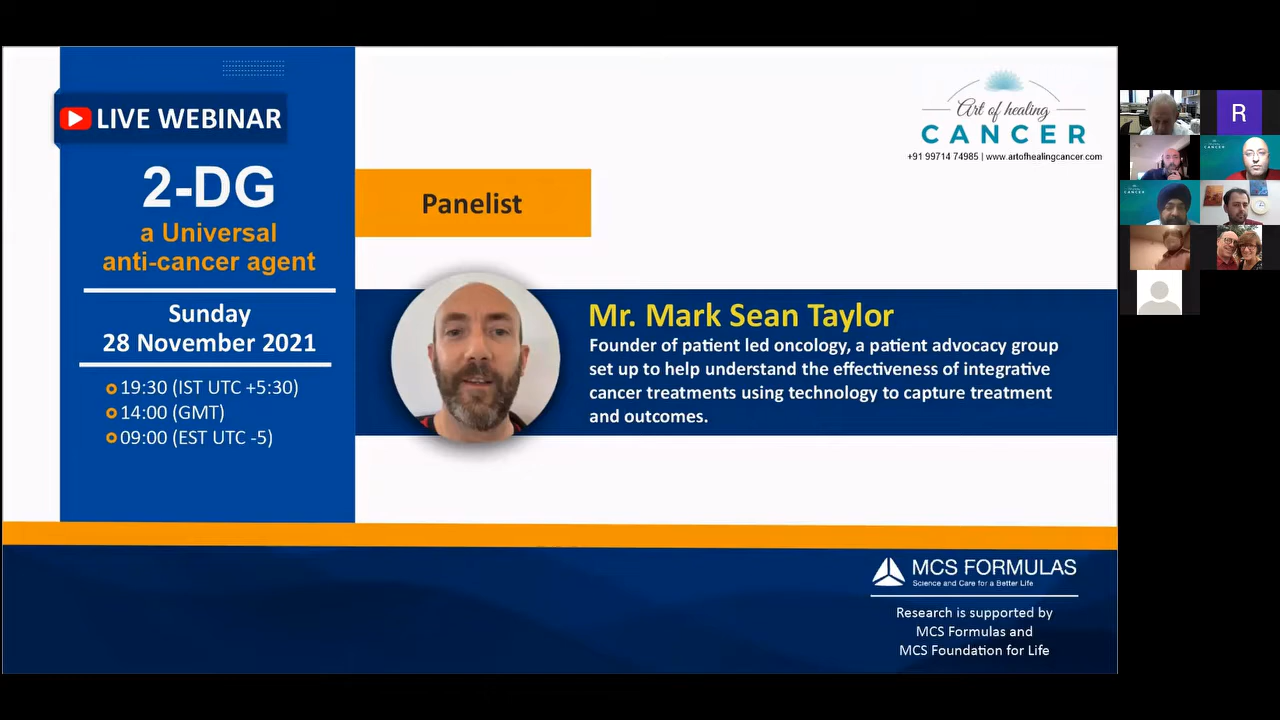 LIVE WEBINAR
2-DG
a Universal
anti-cancer agent
Sunday
28 November 2021
19:30 (IST UTC +5:30)
14:00 (GMT)
09:00 (EST UTC -5)
Art of healing
CANCER
+91 99714 74985 | www.artofhealingcancer.com
Panelist
Mr. Mark Sean Taylor
Founder of patient led oncology, a patient advocacy group
set up to help understand the effectiveness of integrative
cancer treatments using technology to capture treatment
and outcomes.
MCS FORMULAS
Science and Care for a Better Life
Research is supported by
MCS Formulas and
MCS Foundation for Life
R
CANCER
CANCER